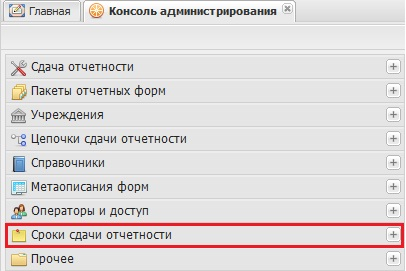 Главная
Консоль администрирования
Сдача отчетности
Пакеты отчетных форм
Учреждения
Цепочки сдачи отчетности
Справочники
Метаописания форм
Операторы и доступ
Сроки сдачи отчетности
Прочее